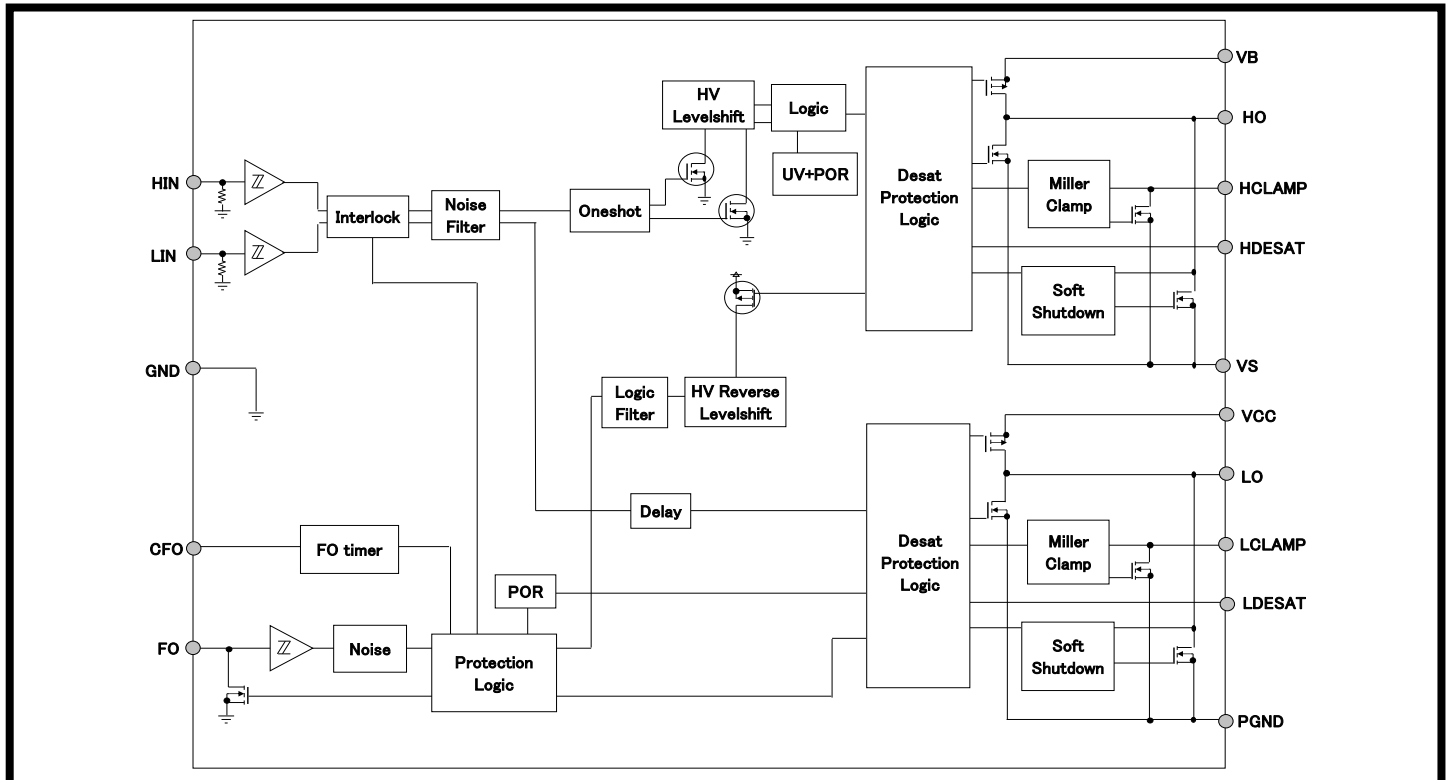 VB
HV
Levelshift
Logic
HO
UV+POR
Desat
Protection
Logic
HIN
Miller
Clamp
HCLAMP
Interlock
Noise
Filter
Oneshot
LIN
HDESAT
Soft
Shutdown
GND
VS
Logic
Filter
HV Reverse
Levelshift
VCC
LO
Delay
CFO
FO timer
Desat
Protection
Logic
Miller
Clamp
LCLAMP
POR
LDESAT
FO
Noise
Protection
Logic
Soft
Shutdown
PGND